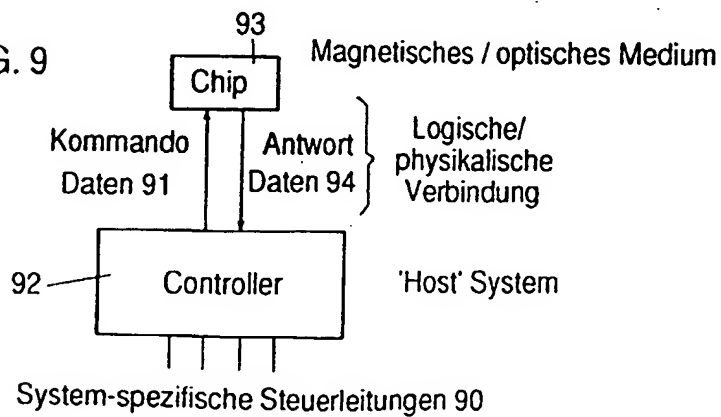 G. 9
93
Magnetisches / optisches Medium
Chip
Kommando
Daten 91
Antwort
Daten 94
Logische/
physikalische
Verbindung
92
Controller
'Host' System
System-spezifische Steuerleitungen 90